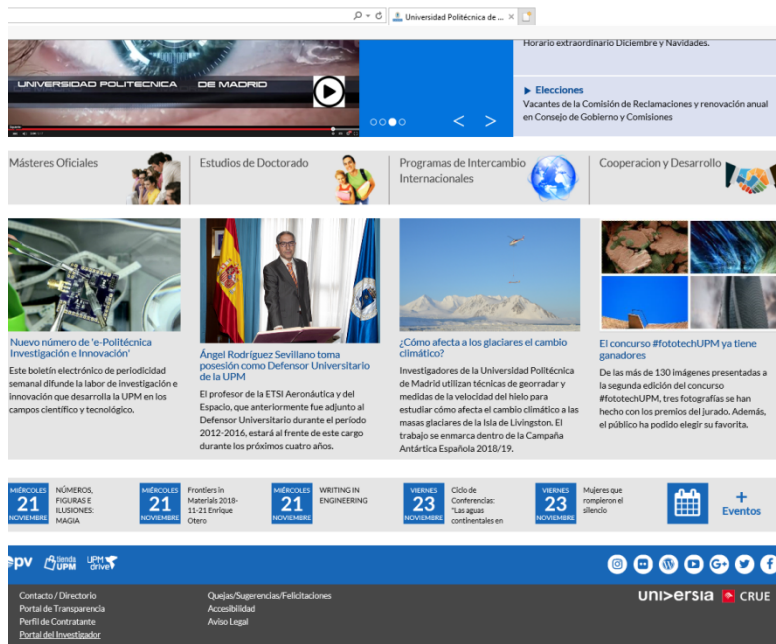 Universidad Politécnica de ...
UNIVERSIDAD POLITECNICA DE MADRID
Horario extraordinario Diciembre y Navidades.
Elecciones
Vacantes de la Comisión de Reclamaciones y renovación anual
en Consejo de Gobierno y Comisiones
Másteres Oficiales
Estudios de Doctorado
Programas de Intercambio
Internacionales
Cooperacion y Desarrollo
Nuevo número de 'e-Politécnica
Investigación e Innovación'
Este boletín electrónico de periodicidad
semanal difunde la labor de investigación e
innovación que desarrolla la UPM en los
campos científico y tecnológico.
Ángel Rodríguez Sevillano toma
posesión como Defensor Universitario
de la UPM
El profesor de la ETSI Aeronáutica y del
Espacio, que anteriormente fue adjunto al
Defensor Universitario durante el período
2012-2016, estará al frente de este cargo
durante los próximos cuatro años.
¿Cómo afecta a los glaciares el cambio
climático?
Investigadores de la Universidad Politécnica
de Madrid utilizan técnicas de georradar y
medidas de la velocidad del hielo para
estudiar cómo afecta el cambio climático a las
masas glaciares de la Isla de Livingston. El
trabajo se enmarca dentro de la Campaña
Antártica Española 2018/19.
El concurso #fototechUPM ya tiene
ganadores
De las más de 130 imágenes presentadas a
la segunda edición del concurso
#fototechUPM, tres fotografías se han
hecho con los premios del jurado. Además,
el público ha podido elegir su favorita.
MIÉRCOLES
21
NOVIEMBRE
NÚMEROS,
FIGURAS E
ILUSIONES:
MAGIA
MIÉRCOLES
21
NOVIEMBRE
Frontiers in
Materials 2018-
11-21 Enrique
Otero
MIÉRCOLES
21
NOVIEMBRE
WRITING IN
ENGINEERING
VIERNES
23
NOVIEMBRE
Ciclo de
Conferencias:
"Las aguas
continentales en
VIERNES
23
NOVIEMBRE
Mujeres que
rompieron el
silencio
+
Eventos
pv
tienda
UPM
UPM
drive
G+
Contacto / Directorio
Portal de Transparencia
Perfil de Contratante
Portal del Investigador
Quejas/Sugerencias/Felicitaciones
Accesibilidad
Aviso Legal
uni>ersia
CRUE